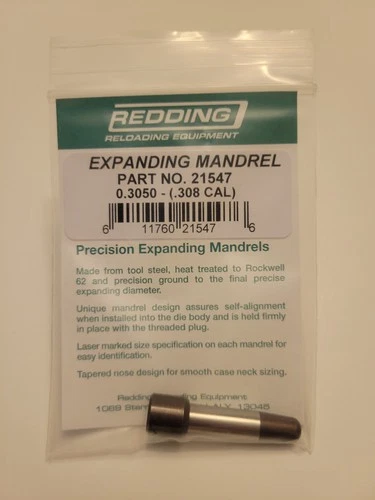 REDDING
RELOADING EQUIPMENT
EXPANDING MANDREL
PART NO. 21547
0.3050 - (.308 CAL)
6 11760 21547 6
Precision Expanding Mandrels
Made from tool steel, heat treated to Rockwell
62 and precision ground to the final precise
expanding diameter.
Unique mandrel design assures self-alignment
when installed into the die body and is held firmly
in place with the threaded plug.
Laser marked size specification on each mandrel for
easy identification.
Tapered nose design for smooth case neck sizing.
Redding Reloading Equipment
1089 N.Y. 13045